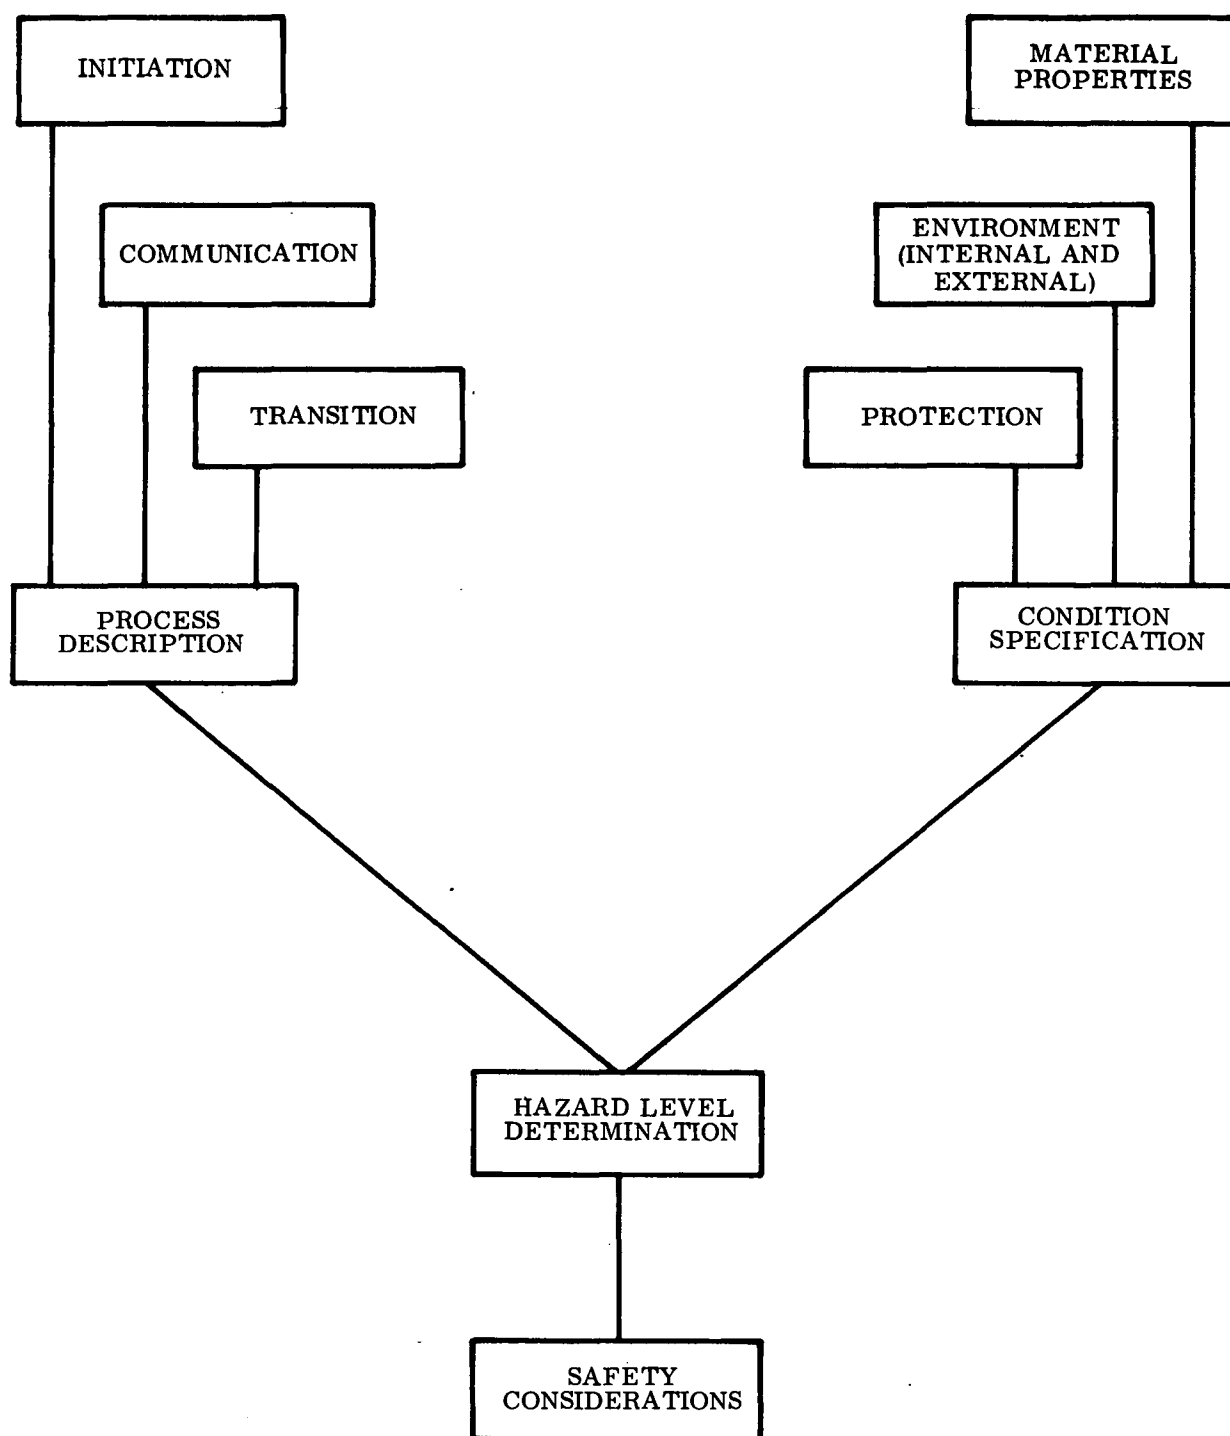 INITIATION
MATERIAL
PROPERTIES
COMMUNICATION
ENVIRONMENT
(INTERNAL AND
EXTERNAL)
TRANSITION
PROTECTION
PROCESS
DESCRIPTION
CONDITION
SPECIFICATION
HAZARD LEVEL
DETERMINATION
SAFETY
CONSIDERATIONS